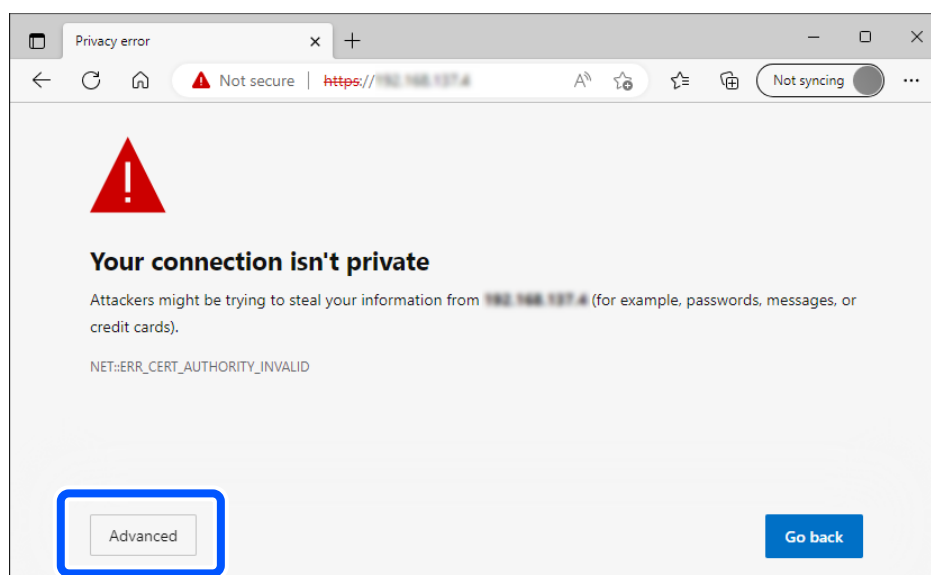 Privacy error
Not secure https://
Not syncing
Your connection isn't private
Attackers might be trying to steal your information from (for example, passwords, messages, or
credit cards).
NET::ERR_CERT_AUTHORITY_INVALID
Advanced
Go back